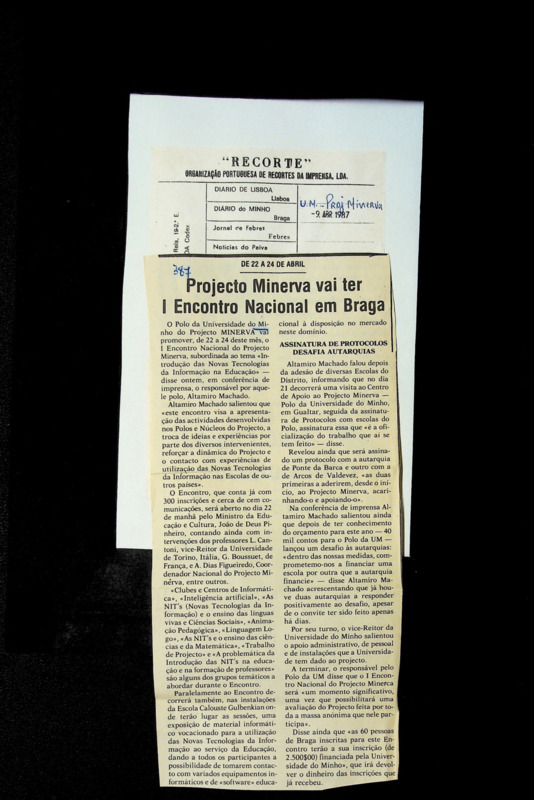 "RECORTE"
ORGANIZAÇÃO PORTUGUESA DE RECORTES DA IMPRENSA, LDA.
DIARIO DE LISBOA
Lisboa
DIARIO do MINHO
Braga
Jornal de Febres
Febres
Noticias do Paiva
Reis, 19-2.º E.
OA Codex
U.M. - Proj Minerva
-9. ABR 1987
387
DE 22 A 24 DE ABRIL
Projecto Minerva vai ter
I Encontro Nacional em Braga
O Polo da Universidade do Mi-
nho do Projecto MINERVA vai
promover, de 22 a 24 deste mês, o
I Encontro Nacional do Projecto
Minerva, subordinada ao tema «In-
trodução das Novas Tecnologias
da Informação na Educação» —
disse ontem, em conferência de
imprensa, o responsável por aque-
le polo, Altamiro Machado.
Altamiro Machado salientou que
«este encontro visa a apresenta-
ção das actividades desenvolvidas
nos Polos e Núcleos do Projecto, a
troca de ideias e experiências por
parte dos diversos intervenientes,
reforçar a dinâmica do Projecto e
o contacto com experiências de
utilização das Novas Tecnologias
da Informação nas Escolas de ou-
tros países».
O Encontro, que conta já com
300 inscrições e cerca de cem co-
municações, será aberto no dia 22
de manhã pelo Ministro da Edu-
cação e Cultura, João de Deus Pi-
nheiro, contando ainda com inter-
venções dos professores L. Can-
toni, vice-Reitor da Universidade
de Torino, Itália, G. Boussuet, de
França, e A. Dias Figueiredo, Coor-
denador Nacional do Projecto Mi-
nérva, entre outros.
«Clubes e Centros de Informáti-
ca», «Inteligência artificial», «As
NIT's (Novas Tecnologias da In-
formação) e o ensino das línguas
vivas e Ciências Sociais», «Anima-
ção Pedagógica», «Linguagem Lo-
go», «As NIT's e o ensino das ciên-
cias e da Matemática», «Trabalho
de Projecto» e «A problemática da
Introdução das NIT's na educa-
ção e na formação de professores»
são alguns dos grupos temáticos a
abordar durante o Encontro.
Paralelamente ao Encontro de-
correrá também, nas instalações
da Escola Calouste Gulbenkian on-
de terão lugar as sessões, uma
exposição de material informáti-
co vocacionado para a utilização
das Novas Tecnologias da Infor-
mação ao serviço da Educação,
dando a todos os participantes a
possibilidade de tomarem contac-
to com variados equipamentos in-
formáticos e de «software» educa-
cional à disposição no mercado
neste domínio.
ASSINATURA DE PROTOCOLOS
DESAFIA AUTARQUIAS
Altamiro Machado falou depois
da adesão de diversas Escolas do
Distrito, informando que no dia
21 decorrerá uma visita ao Centro
de Apoio ao Projecto Minerva —
Polo da Universidade do Minho,
em Gualtar, seguida da assinatu-
ra de Protocolos com escolas do
Polo, assinatura essa que «é a ofi-
cialização do trabalho que aí se
tem feito» — disse.
Revelou ainda que será assina-
do um protocolo com a autarquia
de Ponte da Barca e outro com a
de Arcos de Valdevez, «as duas
primeiras a aderirem, desde o iní-
cio, ao Projecto Minerva, acari-
nhando-o e apoiando-o».
Na conferência de imprensa Al-
tamiro Machado salientou ainda
que depois de ter conhecimento
do orçamento para este ano — 40
mil contos para o Polo da UM —
lançou um desafio às autarquias:
«dentro das nossas medidas, com-
prometemo-nos a financiar uma
escola por outra que a autarquia
financie» — disse Altamiro Ma-
chado acrescentando que já hou-
ve duas autarquias a responder
positivamente ao desafio, apesar
de o convite ter sido feito apenas
há dias.
Por seu turno, o vice-Reitor da
Universidade do Minho salientou
o apoio administrativo, de pessoal
e de instalações que a Universida-
de tem dado ao projecto.
A terminar, o responsável pelo
Polo da UM disse que o I Encon-
tro Nacional do Projecto Minerca
será «um momento significativo,
uma vez que possibilitará uma
avaliação do Projecto feita por to-
da a massa anónima que nele par-
ticipa».
Disse ainda que «as 60 pessoas
de Braga inscritas para este En-
contro terão a sua inscrição (de
2.500$00) financiada pela Univer-
sidade do Minho», que irá devol-
ver o dinheiro das inscrições que
já recebeu.